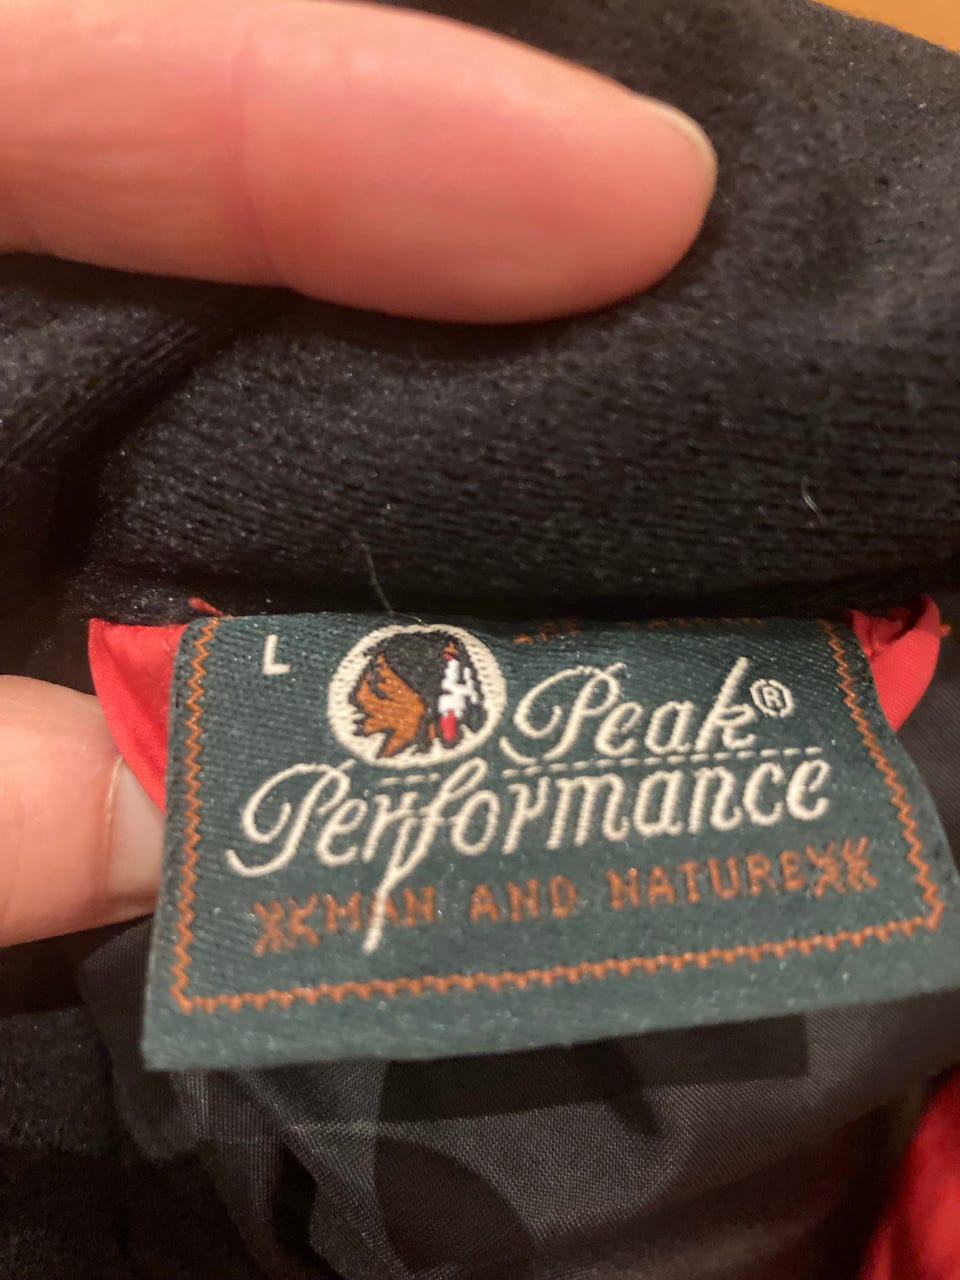 L
Peak®
Performance
MAN AND NATURE